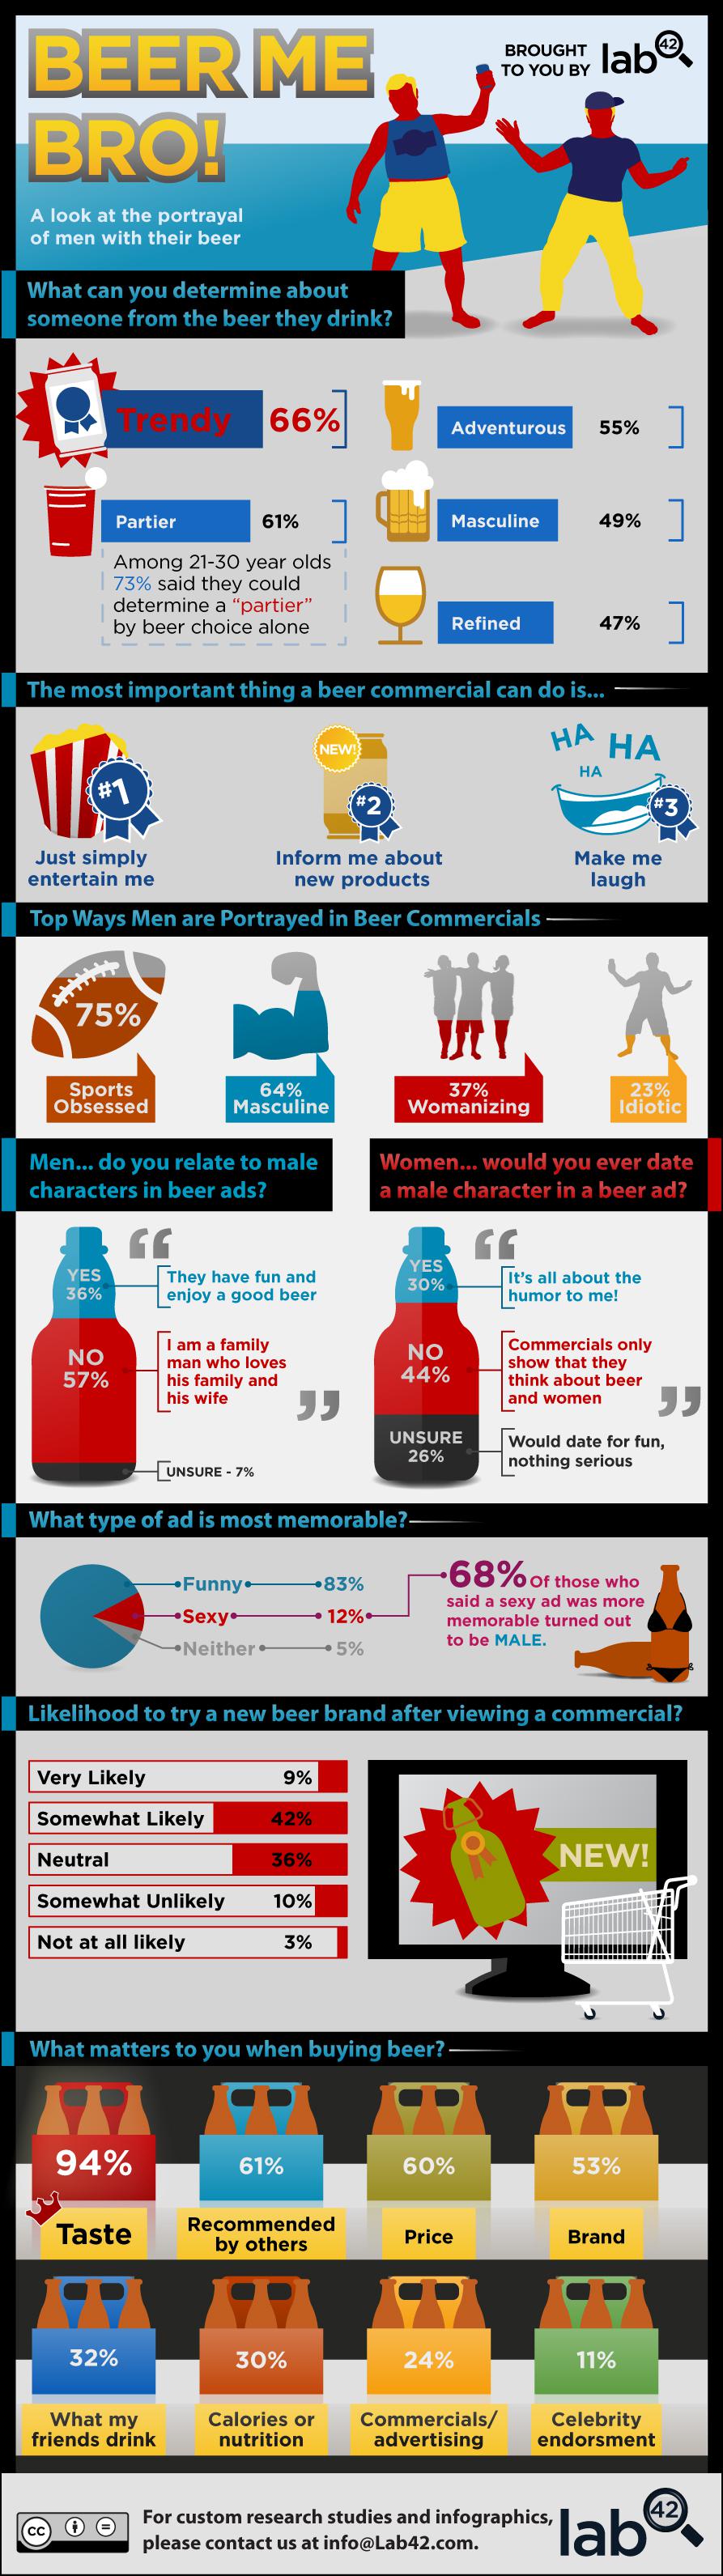 BEER ME
BRO!
BROUGHT
TO YOU BY
lab42
A look at the portrayal
of men with their beer
What can you determine about
someone from the beer they drink?
Trendy 66%
Adventurous 55%
Partier 61%
Masculine 49%
Among 21-30 year olds
73% said they could
determine a “partier”
by beer choice alone
Refined 47%
The most important thing a beer commercial can do is...
#1
Just simply
entertain me
NEW!
#2
Inform me about
new products
HA HA
HA
#3
Make me
laugh
Top Ways Men are Portrayed in Beer Commercials
75%
Sports
Obsessed
64%
Masculine
37%
Womanizing
23%
Idiotic
Men... do you relate to male
characters in beer ads?
YES
36%
“
They have fun and
enjoy a good beer
NO
57%
I am a family
man who loves
his family and
his wife
”
UNSURE - 7%
Women... would you ever date
a male character in a beer ad?
YES
30%
“
It's all about the
humor to me!
NO
44%
Commercials only
show that they
think about beer
and women
”
UNSURE
26%
Would date for fun,
nothing serious
What type of ad is most memorable?
Funny 83%
Sexy 12%
Neither 5%
68% Of those who
said a sexy ad was more
memorable turned out
to be MALE.
Likelihood to try a new beer brand after viewing a commercial?
Very Likely 9%
Somewhat Likely 42%
Neutral 36%
Somewhat Unlikely 10%
Not at all likely 3%
NEW!
What matters to you when buying beer?
94%
Taste
61%
Recommended
by others
60%
Price
53%
Brand
32%
What my
friends drink
30%
Calories or
nutrition
24%
Commercials/
advertising
11%
Celebrity
endorsment
cc
For custom research studies and infographics,
please contact us at info@Lab42.com.
lab42